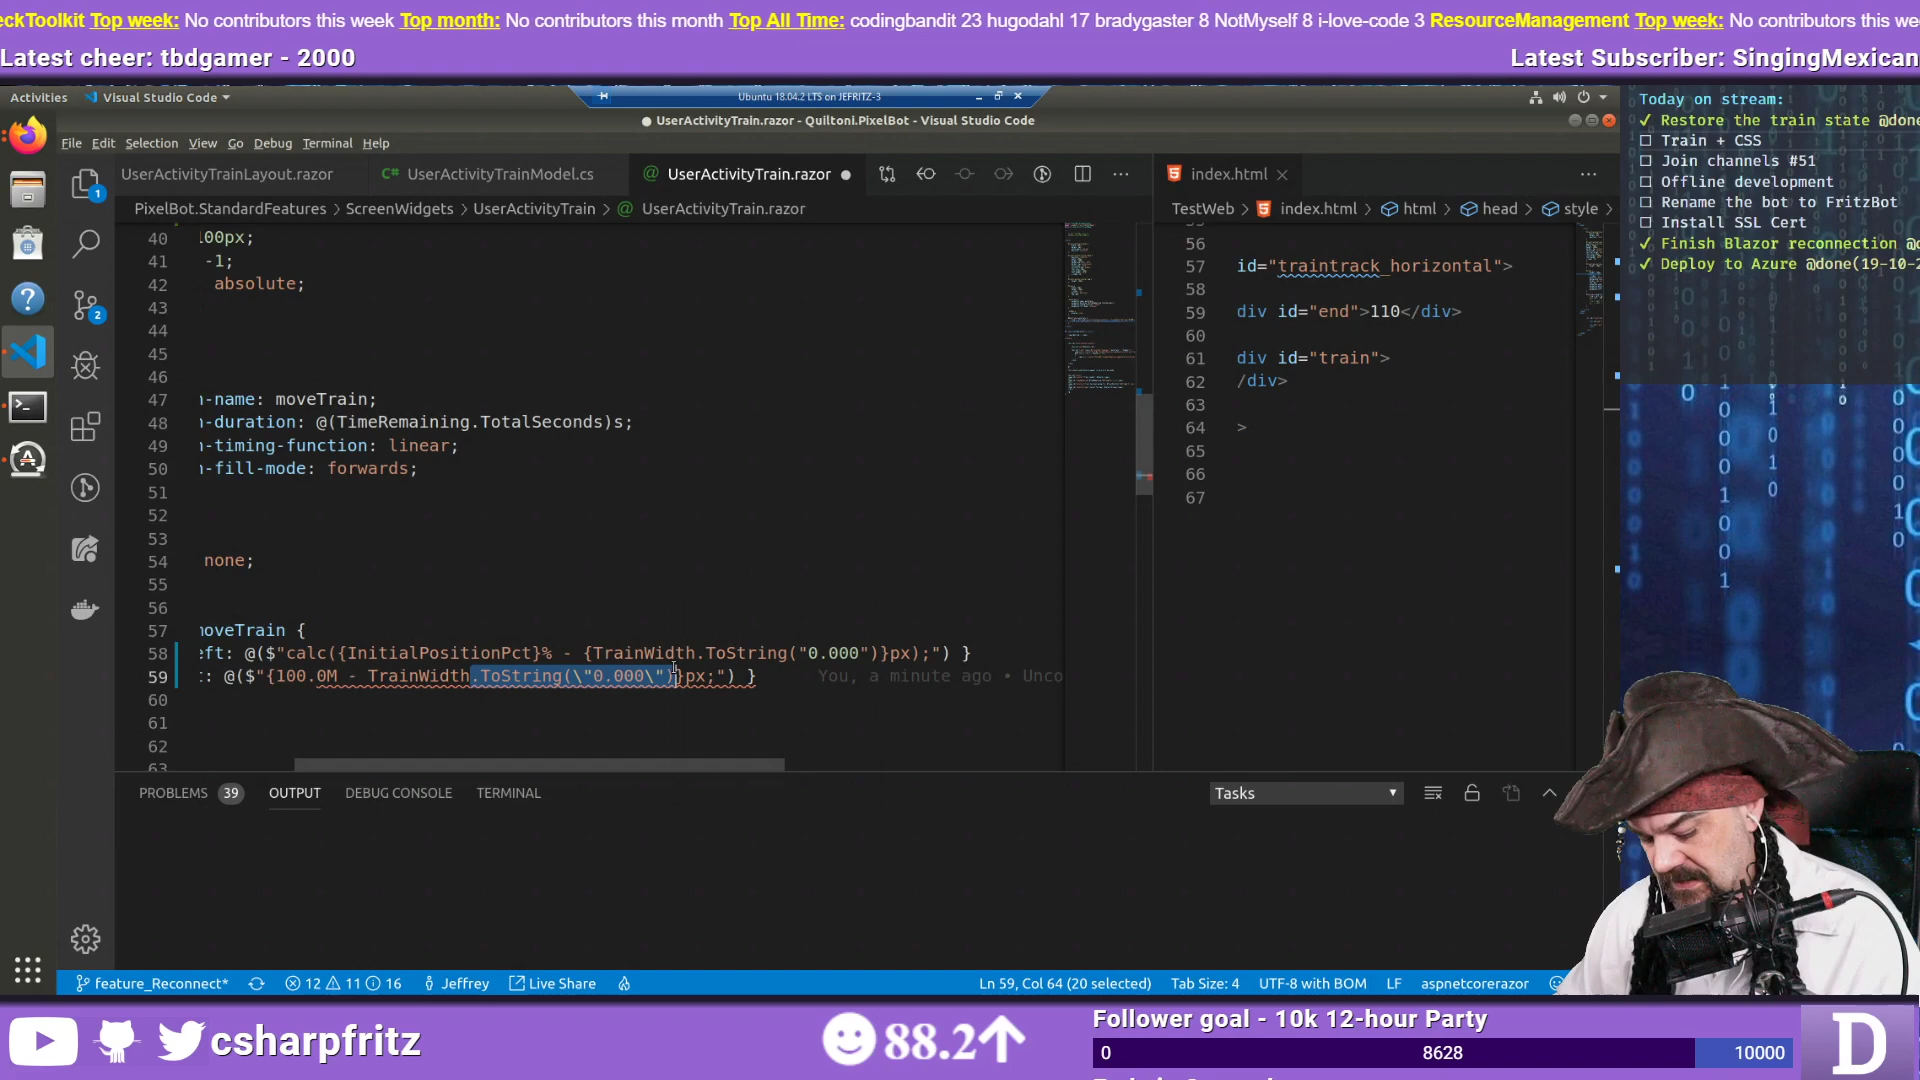 eckToolkit Top week: No contributors this week Top month: No contributors this month Top All Time: codingbandit 23 hugodahl 17 bradygaster 8 NotMyself 8 i-love-code 3 ResourceManagement Top week: No contributors this wee
Latest cheer: tbdgamer - 2000
Latest Subscriber: SingingMexican
Activities
Visual Studio Code
Ubuntu 18.04.2 LTS on JEFRITZ-3
● UserActivityTrain.razor - Quiltoni.PixelBot - Visual Studio Code
File Edit Selection View Go Debug Terminal Help
UserActivityTrainLayout.razor
C# UserActivityTrainModel.cs
@ UserActivityTrain.razor ●
index.html
PixelBot.StandardFeatures > ScreenWidgets > UserActivityTrain > @ UserActivityTrain.razor
TestWeb > index.html > html > head > style >
Today on stream:
✓ Restore the train state @done
☐ Train + CSS
☐ Join channels #51
☐ Offline development
☐ Rename the bot to FritzBot
☐ Install SSL Cert
✓ Finish Blazor reconnection @d
✓ Deploy to Azure @done(19-10-2
40 100px;
41 -1;
42 absolute;
43
44
45
46
47 n-name: moveTrain;
48 n-duration: @(TimeRemaining.TotalSeconds)s;
49 n-timing-function: linear;
50 n-fill-mode: forwards;
51
52
53
54 none;
55
56
57 moveTrain {
58 eft: @($"calc({InitialPositionPct}% - {TrainWidth.ToString("0.000")}px);") }
59 t: @($"{100.0M - TrainWidth.ToString(\"0.000\")}px;") } You, a minute ago • Unco
60
61
62
63
56
57 id="traintrack_horizontal">
58
59 div id="end">110</div>
60
61 div id="train">
62 /div>
63
64 >
65
66
67
PROBLEMS 39 OUTPUT DEBUG CONSOLE TERMINAL
Tasks
feature_Reconnect* 12 11 16 Jeffrey Live Share
Ln 59, Col 64 (20 selected) Tab Size: 4 UTF-8 with BOM LF aspnetcorerazor
csharpfritz
88.2
Follower goal - 10k 12-hour Party
0 8628 10000
D